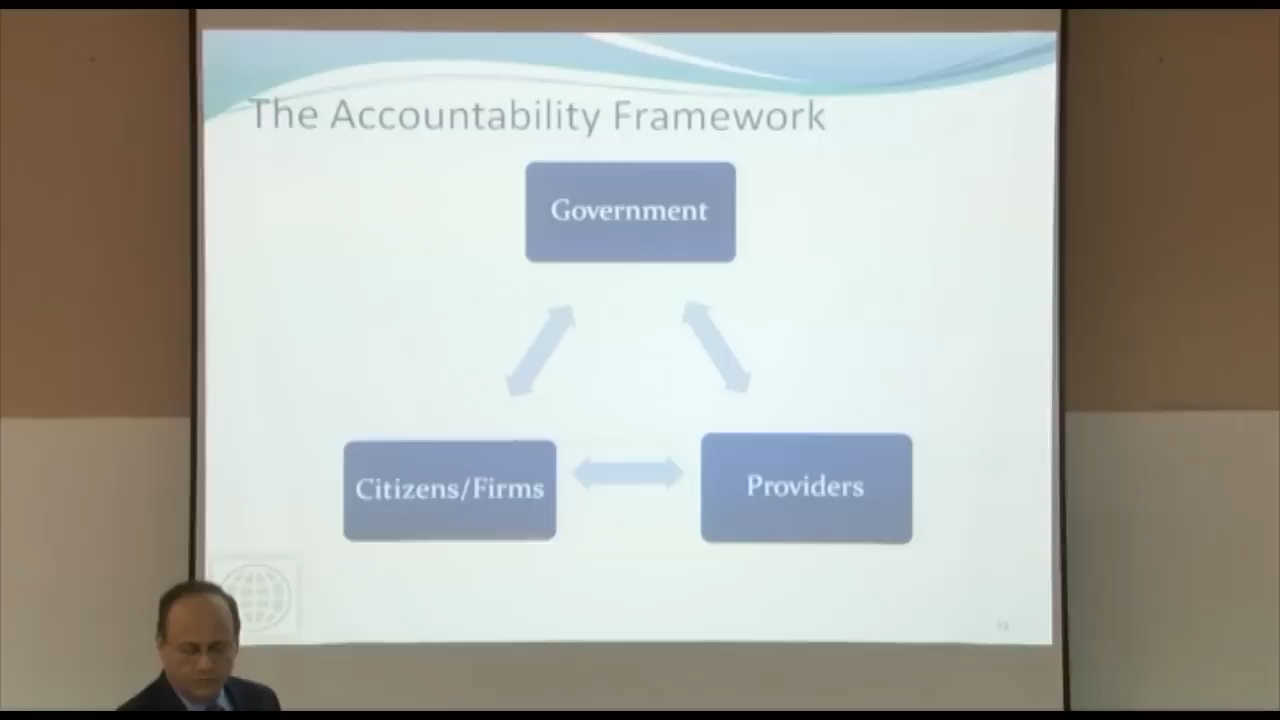 The Accountability Framework
Government
Citizens/Firms
Providers